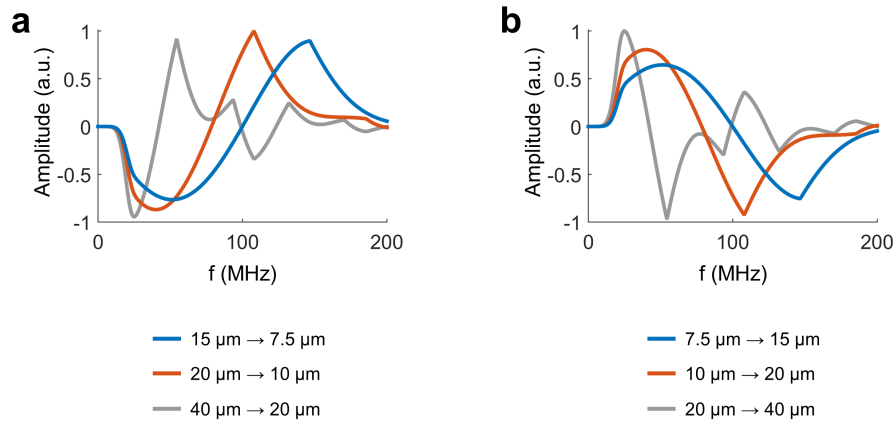 a
Amplitude (a.u.)
1
0.5
0
-0.5
-1
0
100
200
f (MHz)
15 µm → 7.5 µm
20 µm → 10 µm
40 µm → 20 µm
b
Amplitude (a.u.)
1
0.5
0
-0.5
-1
0
100
200
f (MHz)
7.5 µm → 15 µm
10 µm → 20 µm
20 µm → 40 µm